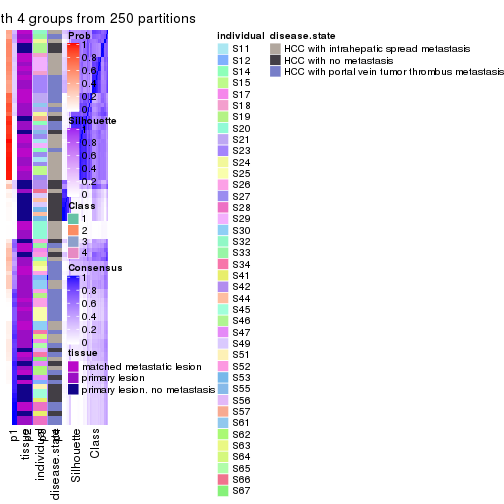 th 4 groups from 250 partitions
Prob
1
0.8
0.6
0.4
0.2
0
Silhouette
1
0.8
0.6
0.4
0.2
0
Class
1
2
3
4
Consensus
1
0.8
0.6
0.4
0.2
0
tissue
matched metastatic lesion
primary lesion
primary lesion. no metastasis
individual
S11
S12
S14
S15
S17
S18
S19
S20
S21
S23
S24
S25
S26
S27
S28
S29
S30
S32
S33
S34
S41
S42
S44
S45
S46
S47
S49
S51
S52
S53
S55
S56
S57
S61
S62
S63
S64
S65
S66
S67
disease.state
HCC with intrahepatic spread metastasis
HCC with no metastasis
HCC with portal vein tumor thrombus metastasis
p1
tissue
individual
disease.state
Silhouette
Class